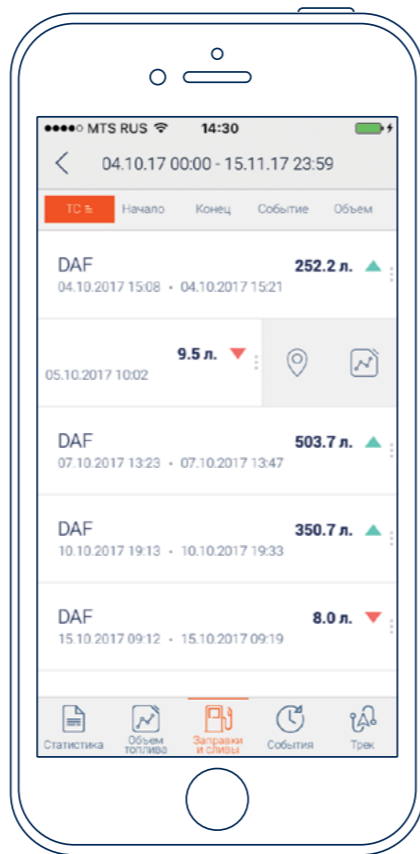 MTS RUS 14:30
04.10.17 00:00 - 15.11.17 23:59
ТС Начало Конец Событие Объем
DAF 252.2 л.
04.10.2017 15:08 • 04.10.2017 15:21
9.5 л.
05.10.2017 10:02
DAF 503.7 л.
07.10.2017 13:23 • 07.10.2017 13:47
DAF 350.7 л.
10.10.2017 19:13 • 10.10.2017 19:33
DAF 8.0 л.
15.10.2017 09:12 • 15.10.2017 09:19
Статистика
Объем
топлива
Заправки
и сливы
События
Трек